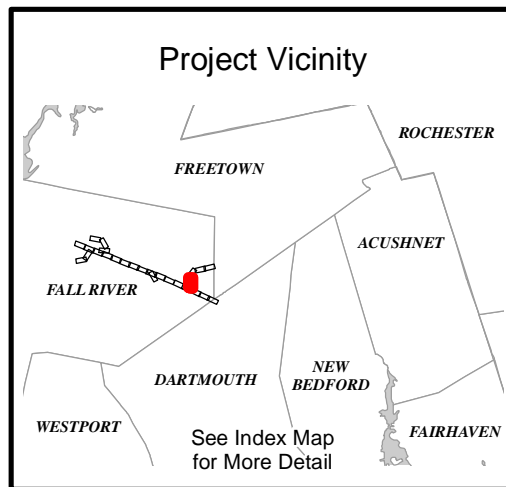 Project Vicinity
ROCHESTER
FREETOWN
ACUSHNET
FALL RIVER
DARTMOUTH
NEW
BEDFORD
WESTPORT
See Index Map
for More Detail
FAIRHAVEN